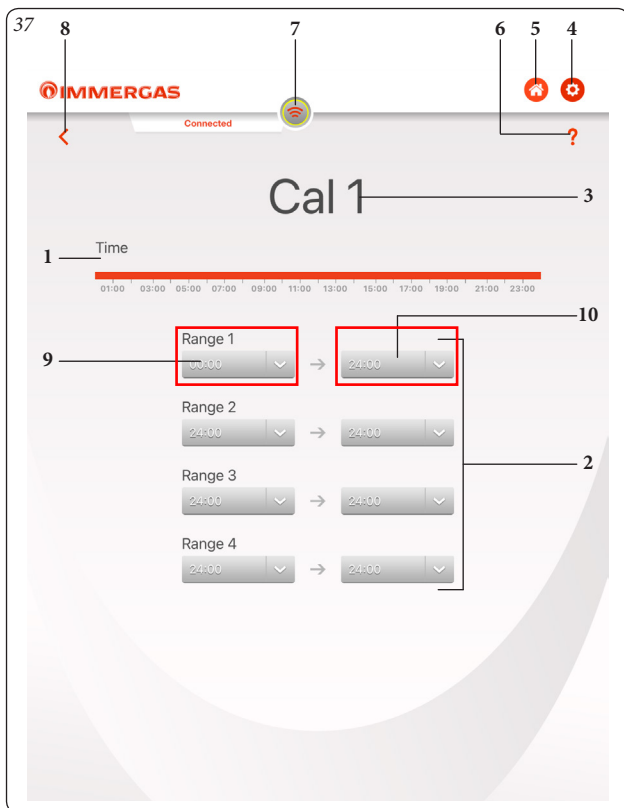 37
8 7 6 5 4
IMMERGAS
Connected
?
Cal 1
3
Time
1
01:00 03:00 05:00 07:00 09:00 11:00 13:00 15:00 17:00 19:00 21:00 23:00
10
Range 1
9
00:00 → 24:00
Range 2
24:00 → 24:00
2
Range 3
24:00 → 24:00
Range 4
24:00 → 24:00